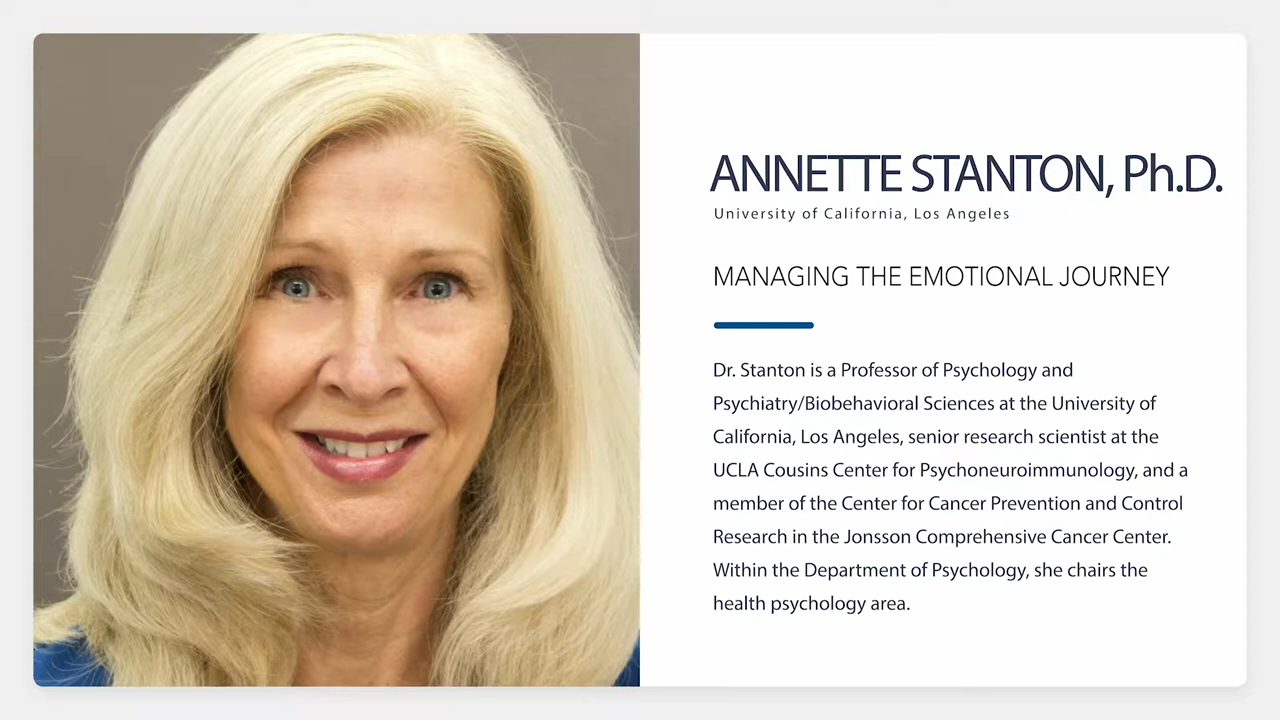 ANNETTE STANTON, Ph.D.
University of California, Los Angeles
MANAGING THE EMOTIONAL JOURNEY
Dr. Stanton is a Professor of Psychology and
Psychiatry/Biobehavioral Sciences at the University of
California, Los Angeles, senior research scientist at the
UCLA Cousins Center for Psychoneuroimmunology, and a
member of the Center for Cancer Prevention and Control
Research in the Jonsson Comprehensive Cancer Center.
Within the Department of Psychology, she chairs the
health psychology area.